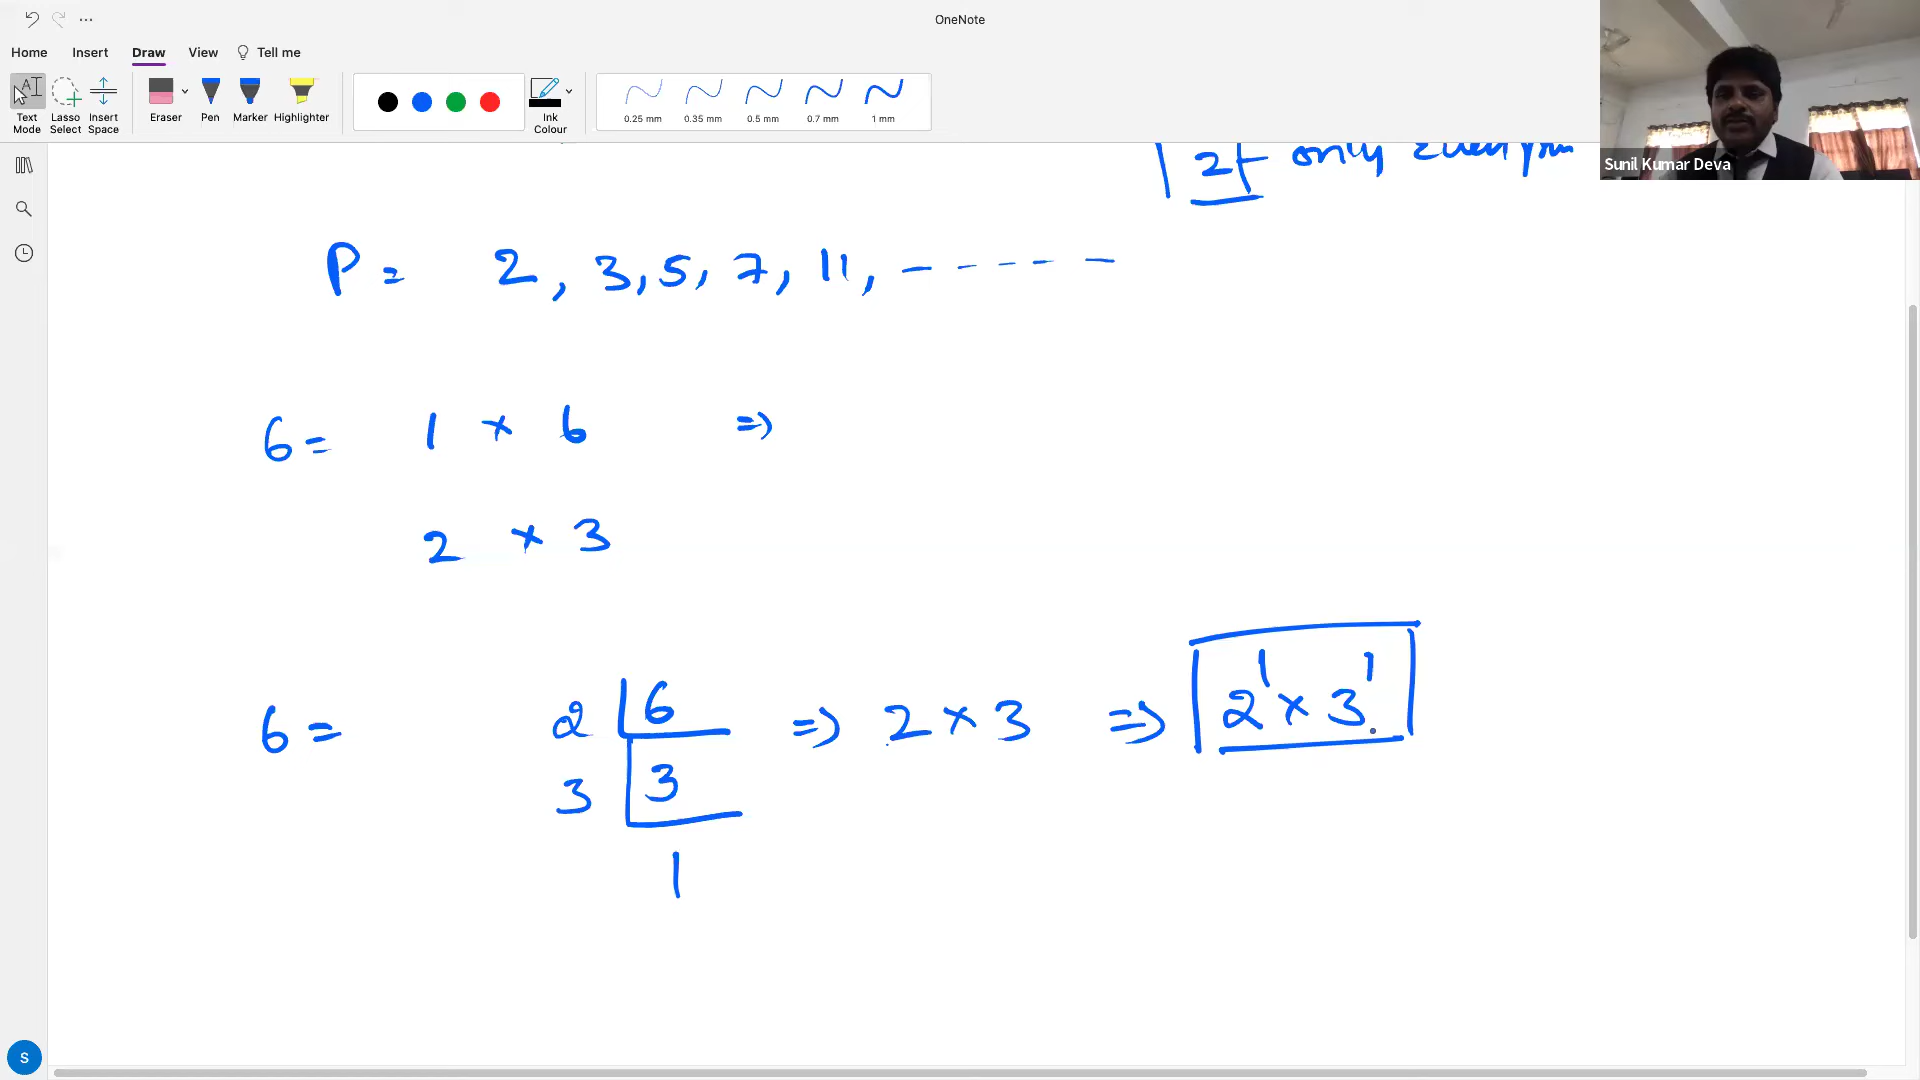 OneNote
Home Insert Draw View Tell me
Text Mode Lasso Select Insert Space Eraser Pen Marker Highlighter Ink Colour 0.25 mm 0.35 mm 0.5 mm 0.7 mm 1 mm
Sunil Kumar Deva
2 only
P = 2, 3, 5, 7, 11, - - - - -
6 = 1 × 6 =>
2 × 3
6 = 2 | 6 => 2 × 3 => 2¹ × 3¹
3 | 3
1
S